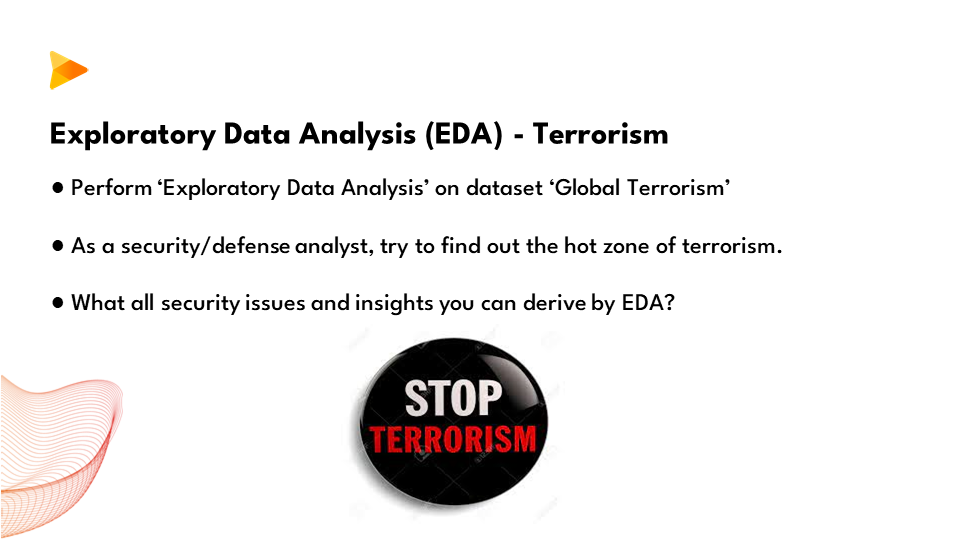 Exploratory Data Analysis (EDA) - Terrorism
● Perform ‘Exploratory Data Analysis’ on dataset ‘Global Terrorism’
● As a security/defense analyst, try to find out the hot zone of terrorism.
● What all security issues and insights you can derive by EDA?
STOP
TERRORISM